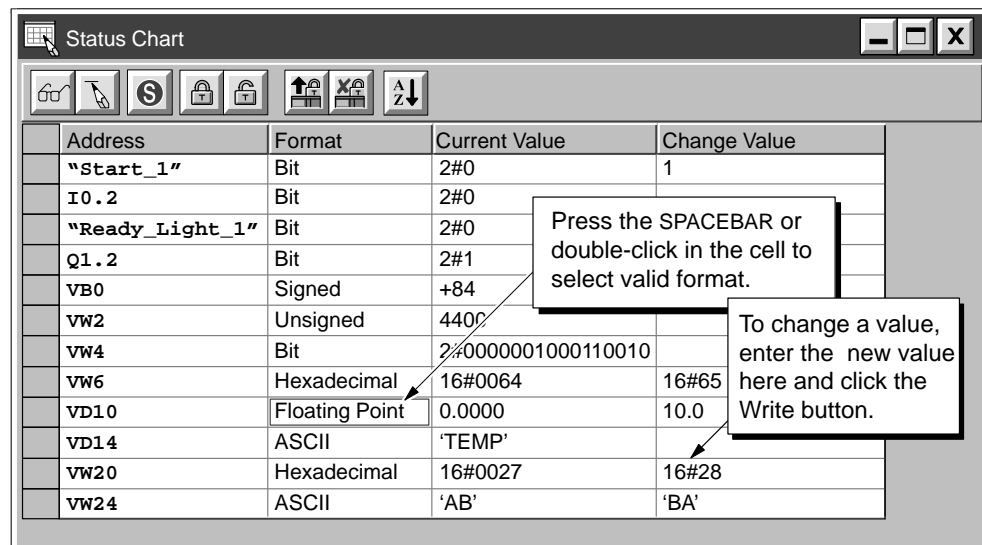 Status Chart
X
S
T
T
A
Z
Address Format Current Value Change Value
“Start_1” Bit 2#0 1
I0.2 Bit 2#0
“Ready_Light_1” Bit 2#0
Q1.2 Bit 2#1
VB0 Signed +84
VW2 Unsigned 4400
VW4 Bit 2#0000001000110010
VW6 Hexadecimal 16#0064 16#65
VD10 Floating Point 0.0000 10.0
VD14 ASCII ‘TEMP’
VW20 Hexadecimal 16#0027 16#28
VW24 ASCII ‘AB’ ‘BA’
Press the SPACEBAR or
double-click in the cell to
select valid format.
To change a value,
enter the new value
here and click the
Write button.